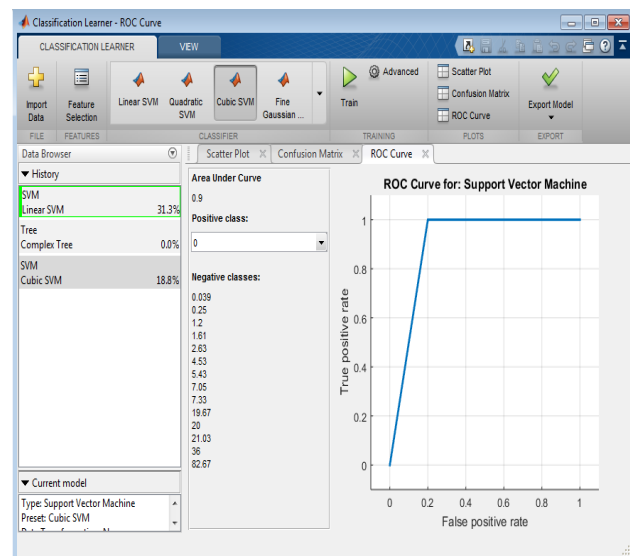 Classification Learner - ROC Curve
CLASSIFICATION LEARNER VIEW
Import Data
Feature Selection
Linear SVM
Quadratic SVM
Cubic SVM
Fine Gaussian ...
Train
Advanced
Scatter Plot
Confusion Matrix
ROC Curve
Export Model
FILE FEATURES CLASSIFIER TRAINING PLOTS EXPORT
Data Browser
Scatter Plot Confusion Matrix ROC Curve
History
SVM
Linear SVM 31.3%
Tree
Complex Tree 0.0%
SVM
Cubic SVM 18.8%
Current model
Type: Support Vector Machine
Preset: Cubic SVM
Area Under Curve
0.9
Positive class:
0
Negative classes:
0.039
0.25
1.2
1.61
2.63
4.53
5.43
7.05
7.33
19.67
20
21.03
36
82.67
ROC Curve for: Support Vector Machine
True positive rate
1
0.8
0.6
0.4
0.2
0
0 0.2 0.4 0.6 0.8 1
False positive rate